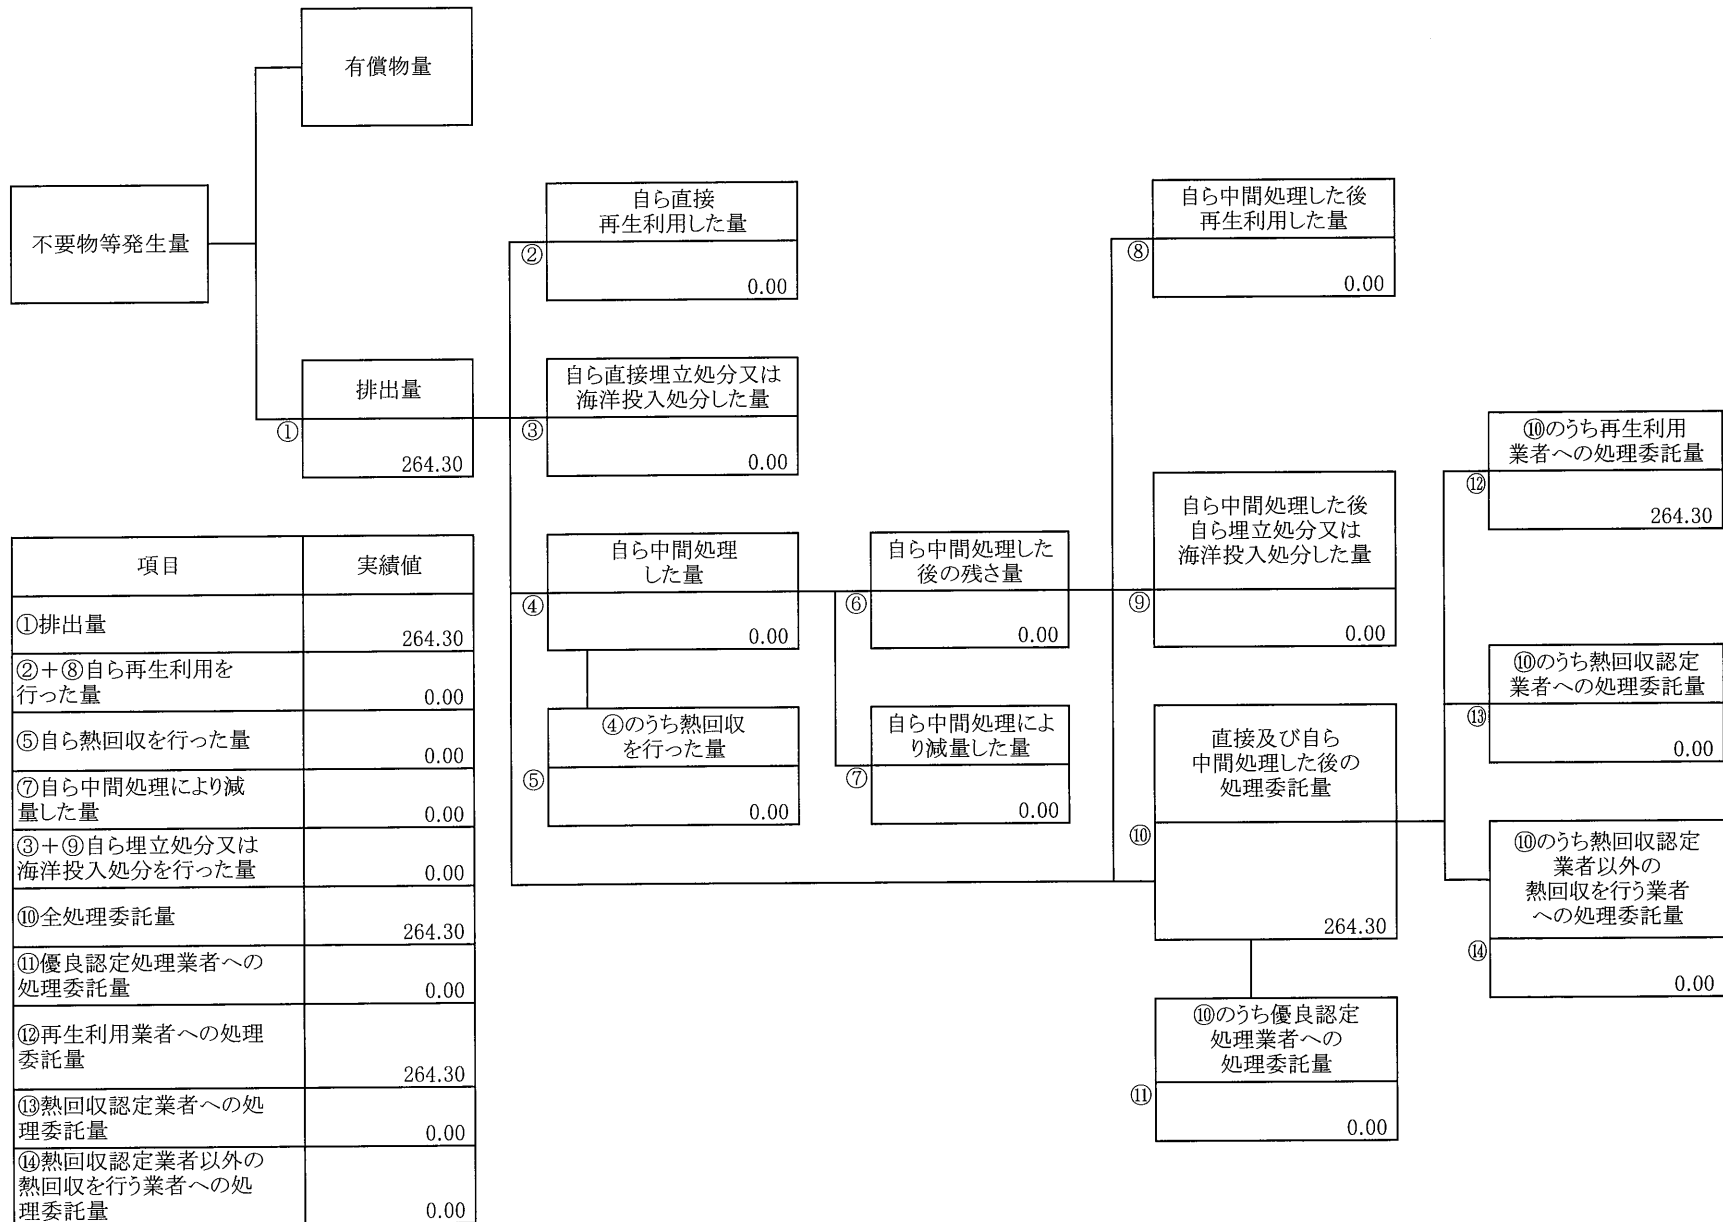 有償物量
不要物等発生量
排出量
①
264.30
自ら直接
再生利用した量
②
0.00
自ら直接埋立処分又は
海洋投入処分した量
③
0.00
自ら中間処理
した量
④
0.00
④のうち熱回収
を行った量
⑤
0.00
自ら中間処理した
後の残さ量
⑥
0.00
自ら中間処理によ
り減量した量
⑦
0.00
自ら中間処理した後
再生利用した量
⑧
0.00
自ら中間処理した後
自ら埋立処分又は
海洋投入処分した量
⑨
0.00
直接及び自ら
中間処理した後の
処理委託量
⑩
264.30
⑩のうち優良認定
処理業者への
処理委託量
⑪
0.00
⑩のうち再生利用
業者への処理委託量
⑫
264.30
⑩のうち熱回収認定
業者への処理委託量
⑬
0.00
⑩のうち熱回収認定
業者以外の
熱回収を行う業者
への処理委託量
⑭
0.00
項目 実績値
①排出量
264.30
②+⑧自ら再生利用を
行った量 0.00
⑤自ら熱回収を行った量
0.00
⑦自ら中間処理により減
量した量 0.00
③+⑨自ら埋立処分又は
海洋投入処分を行った量 0.00
⑩全処理委託量
264.30
⑪優良認定処理業者への
処理委託量 0.00
⑫再生利用業者への処理
委託量
264.30
⑬熱回収認定業者への処
理委託量 0.00
⑭熱回収認定業者以外の
熱回収を行う業者への処
理委託量 0.00